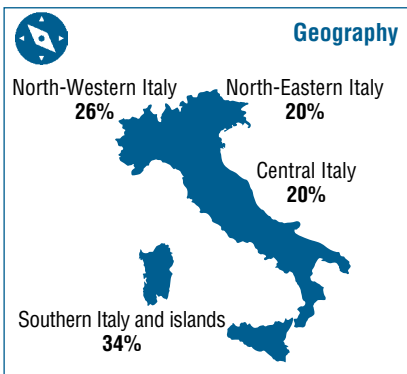 Geography
North-Western Italy
26%
North-Eastern Italy
20%
Central Italy
20%
Southern Italy and islands
34%